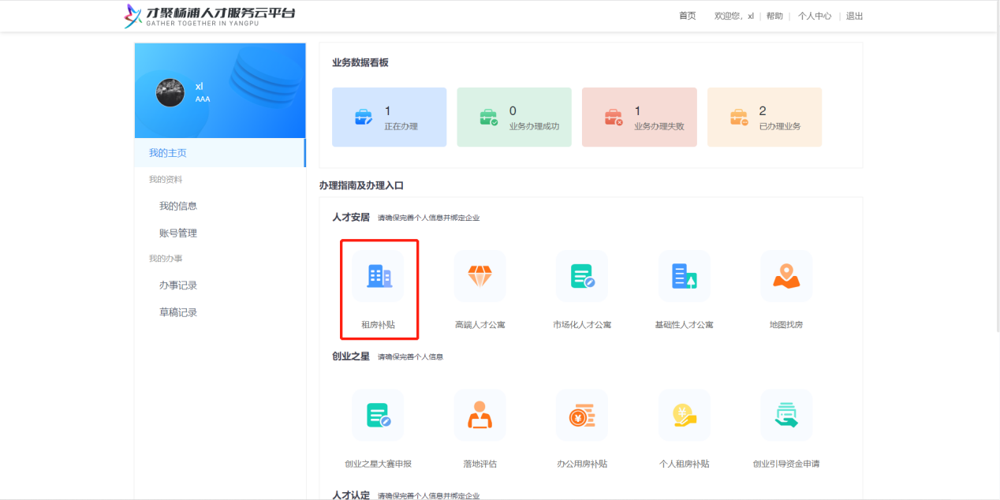 才聚杨浦人才服务云平台
GATHER TOGETHER IN YANGPU
首页 欢迎您, xl | 帮助 | 个人中心 | 退出
xl
AAA
我的主页
我的资料
我的信息
账号管理
我的办事
办事记录
草稿记录
业务数据看板
1
正在办理
0
业务办理成功
1
业务办理失败
2
已办理业务
办理指南及办理入口
人才安居 请确保完善个人信息并绑定企业
租房补贴 高端人才公寓 市场化人才公寓 基础性人才公寓 地图找房
创业之星 请确保完善个人信息
创业之星大赛申报 落地评估 办公用房补贴 个人租房补贴 创业引导资金申请
人才认定 请确保完善个人信息并绑定企业